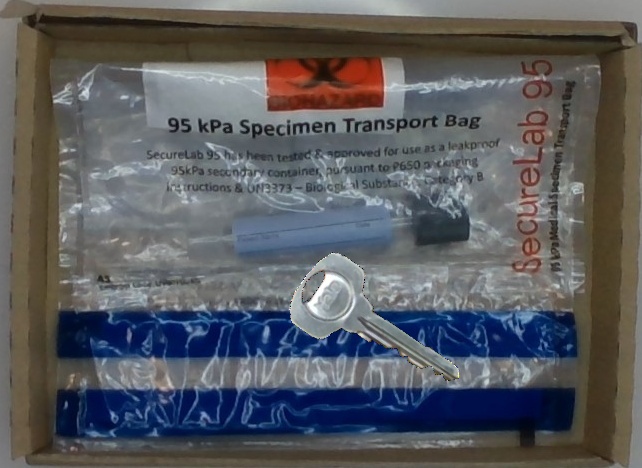 BIOHAZARD
95 kPa Specimen Transport Bag
SecureLab 95 has been tested & approved for use as a leakproof
95kPa secondary container, pursuant to P650 packaging
instructions & UN3373 – Biological Substance, Category B
SecureLab 95
95 kPa Medical Specimen Transport Bag